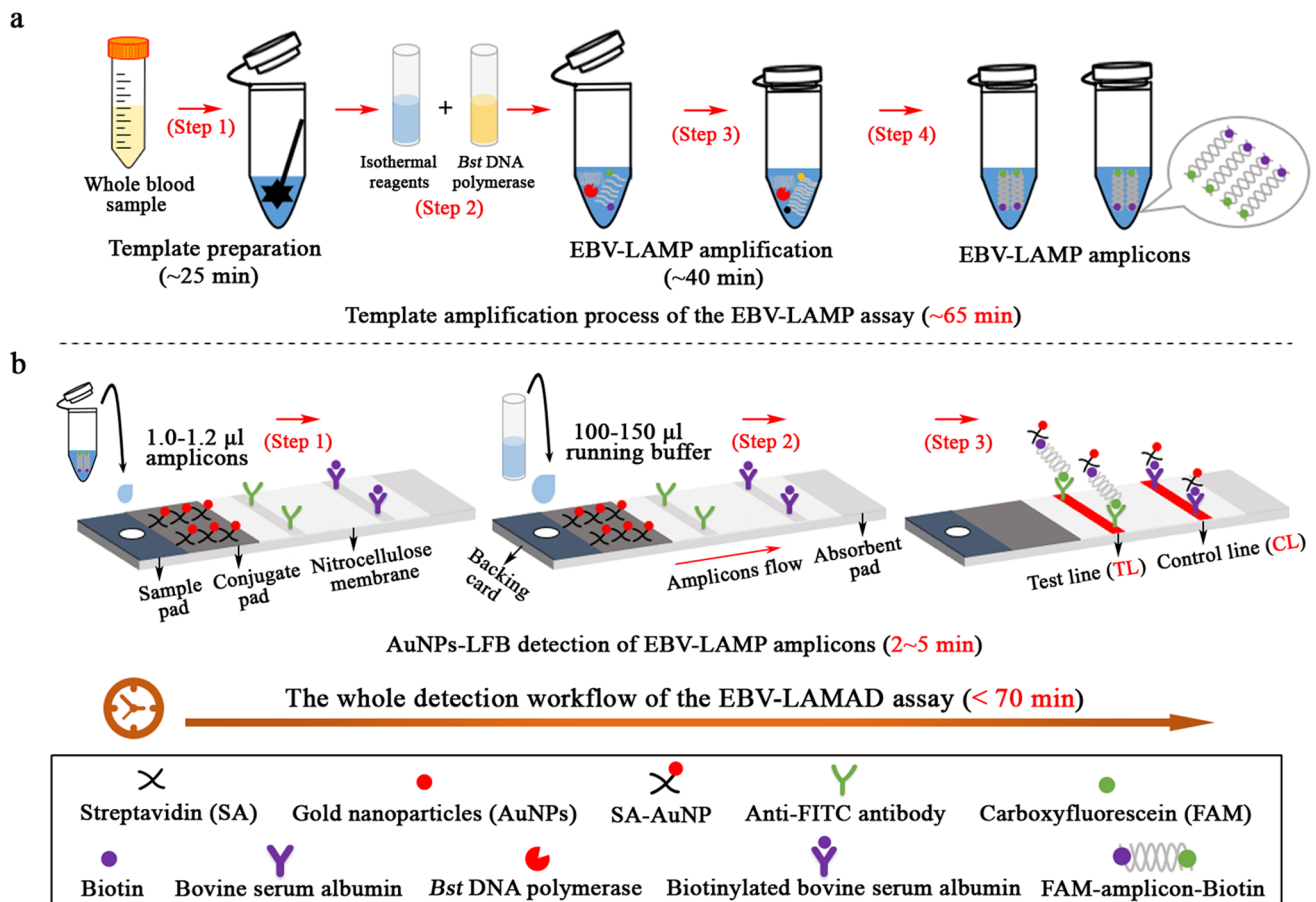 a
(Step 1)
+
(Step 3)
(Step 4)
Whole blood
sample
Isothermal
reagents
Bst DNA
polymerase
(Step 2)
Template preparation
(~25 min)
EBV-LAMP amplification
(~40 min)
EBV-LAMP amplicons
Template amplification process of the EBV-LAMP assay (~65 min)
b
1.0-1.2 µl
amplicons
(Step 1)
100-150 µl
running buffer
(Step 2)
(Step 3)
Sample
pad
Conjugate
pad
Nitrocellulose
membrane
Backing
card
Amplicons flow
Absorbent
pad
Test line (TL)
Control line (CL)
AuNPs-LFB detection of EBV-LAMP amplicons (2~5 min)
The whole detection workflow of the EBV-LAMAD assay (< 70 min)
Streptavidin (SA)
Gold nanoparticles (AuNPs)
SA-AuNP
Anti-FITC antibody
Carboxyfluorescein (FAM)
Biotin
Bovine serum albumin
Bst DNA polymerase
Biotinylated bovine serum albumin
FAM-amplicon-Biotin